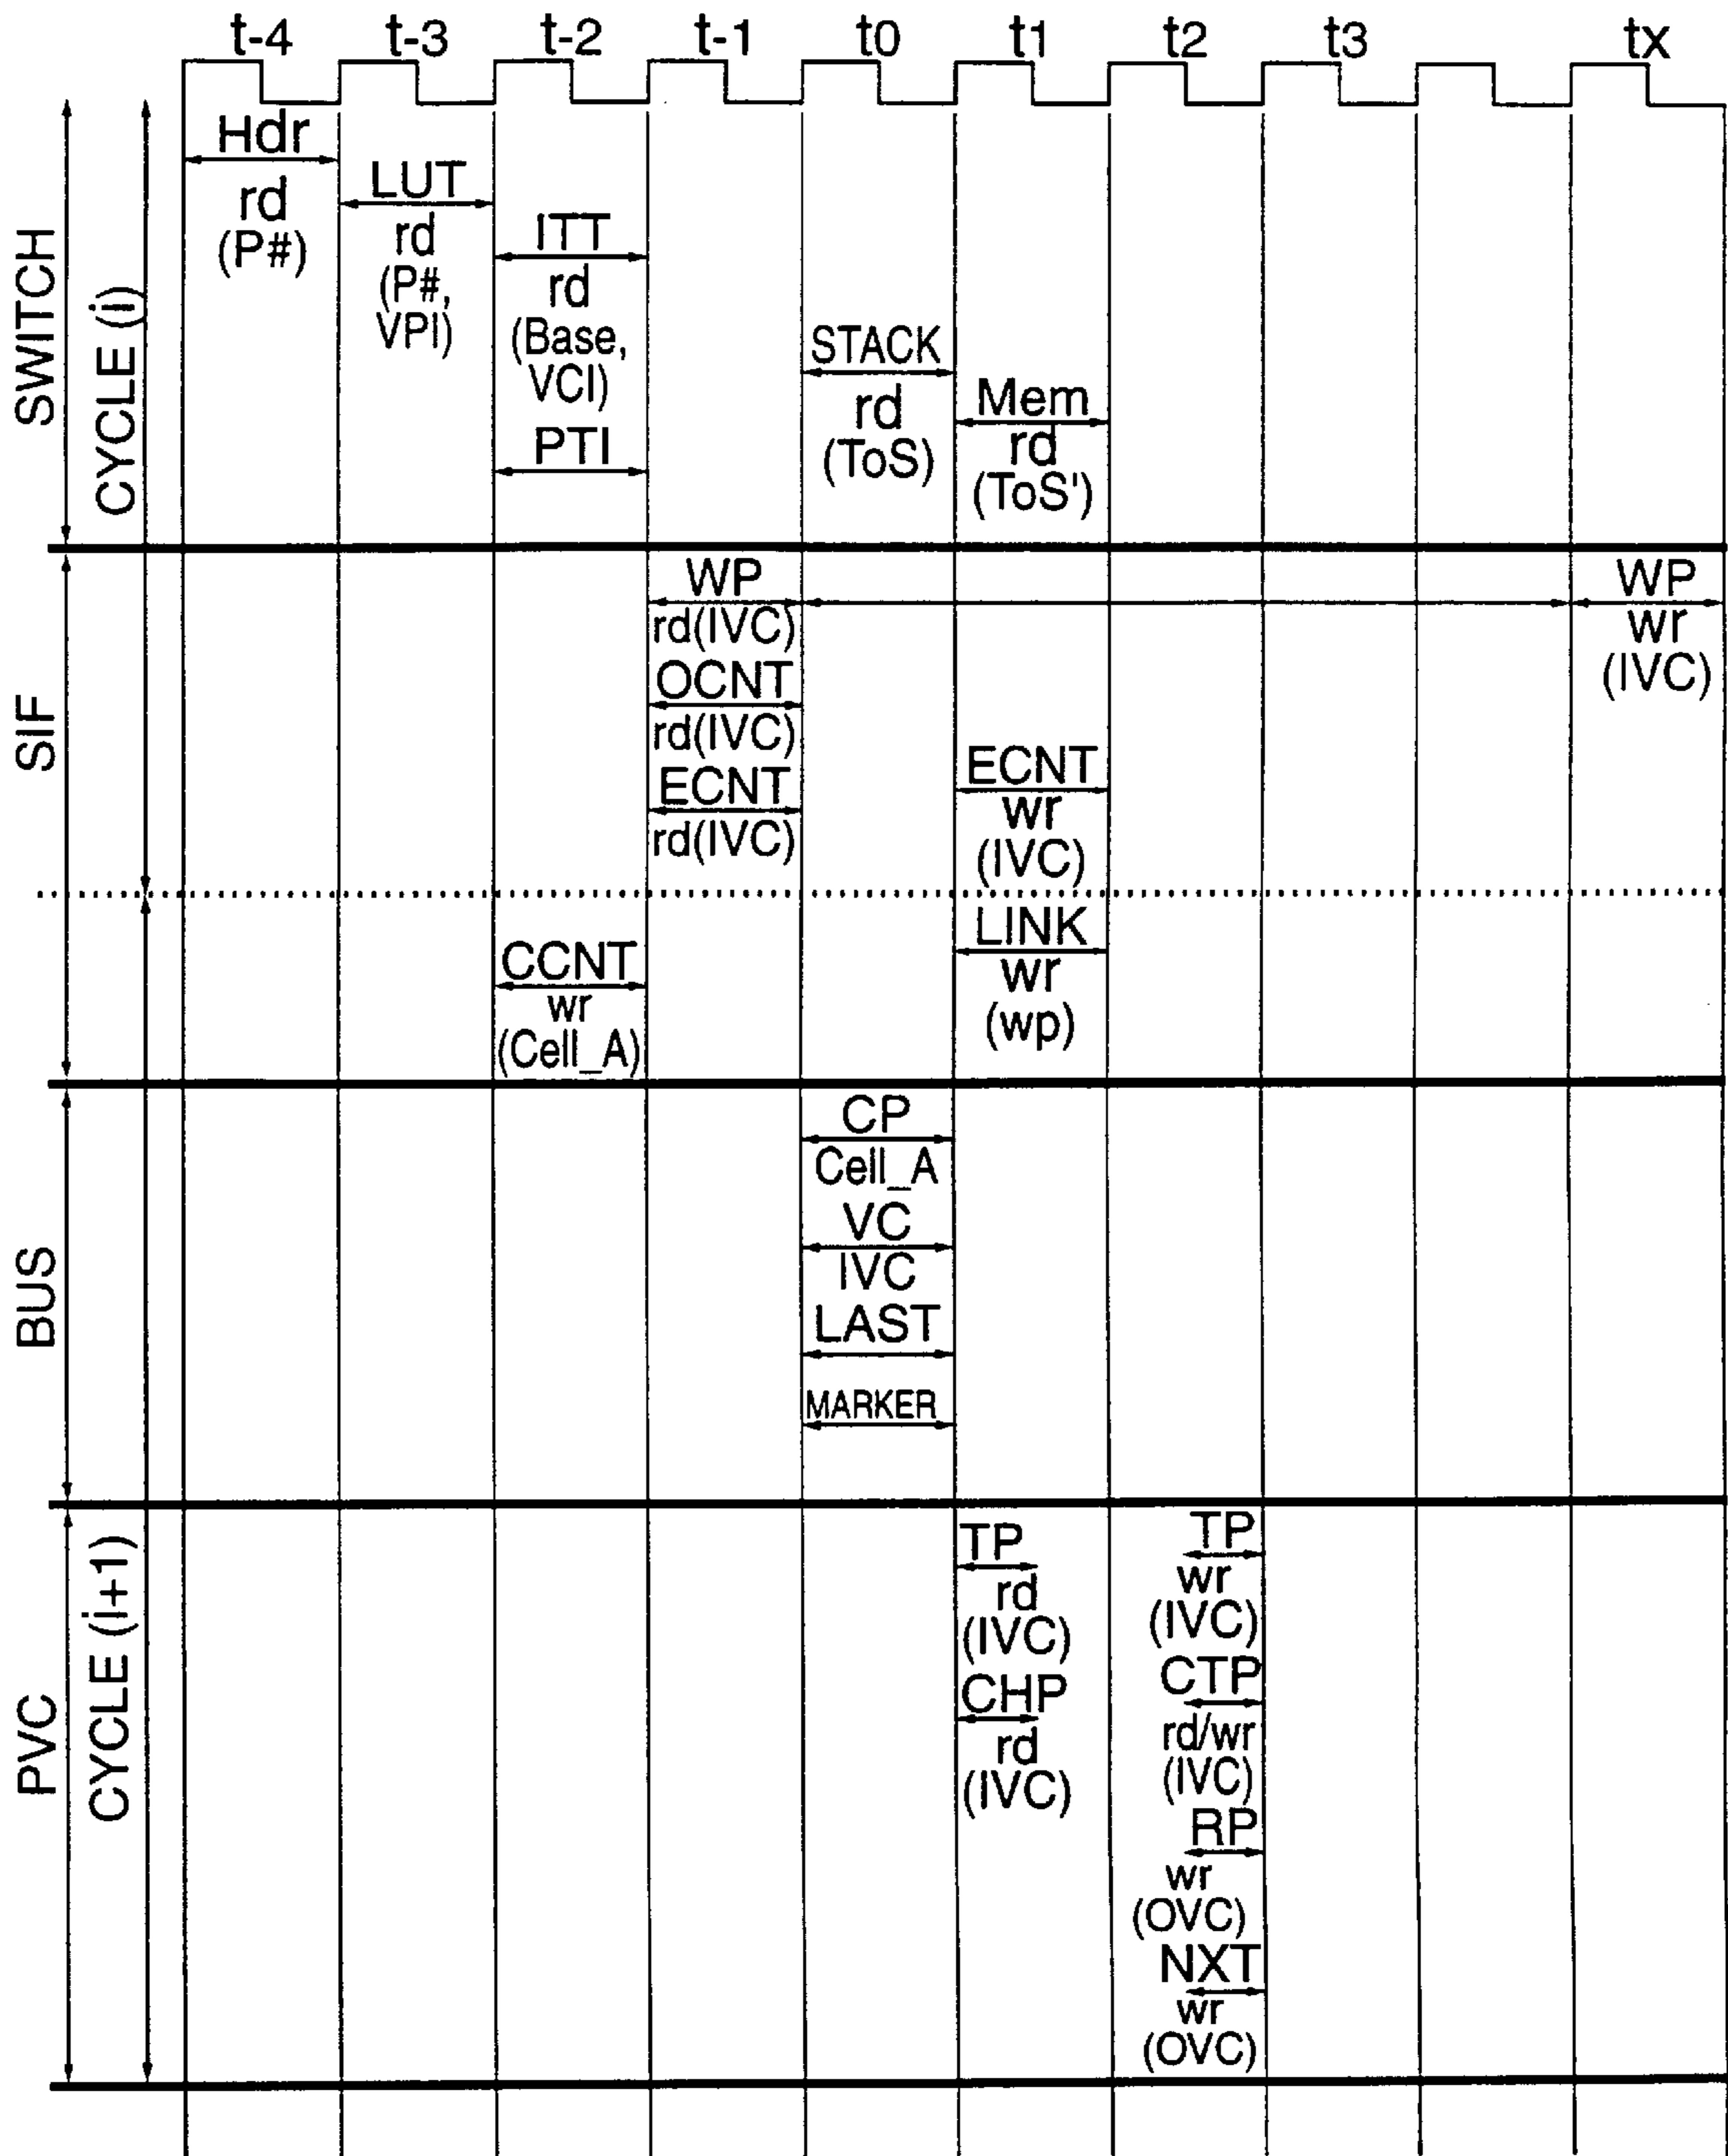 t-4 t-3 t-2 t-1 t0 t1 t2 t3 tx
SWITCH
CYCLE (i)
Hdr
rd
(P#)
LUT
rd
(P#,
VPI)
ITT
rd
(Base,
VCI)
PTI
STACK
rd
(ToS)
Mem
rd
(ToS')
SIF
WP
rd(IVC)
OCNT
rd(IVC)
ECNT
rd(IVC)
ECNT
wr
(IVC)
WP
wr
(IVC)
CCNT
wr
(Cell_A)
LINK
wr
(wp)
BUS
CP
Cell_A
VC
IVC
LAST
MARKER
PVC
CYCLE (i+1)
TP
rd
(IVC)
CHP
rd
(IVC)
TP
wr
(IVC)
CTP
rd/wr
(IVC)
RP
wr
(OVC)
NXT
wr
(OVC)